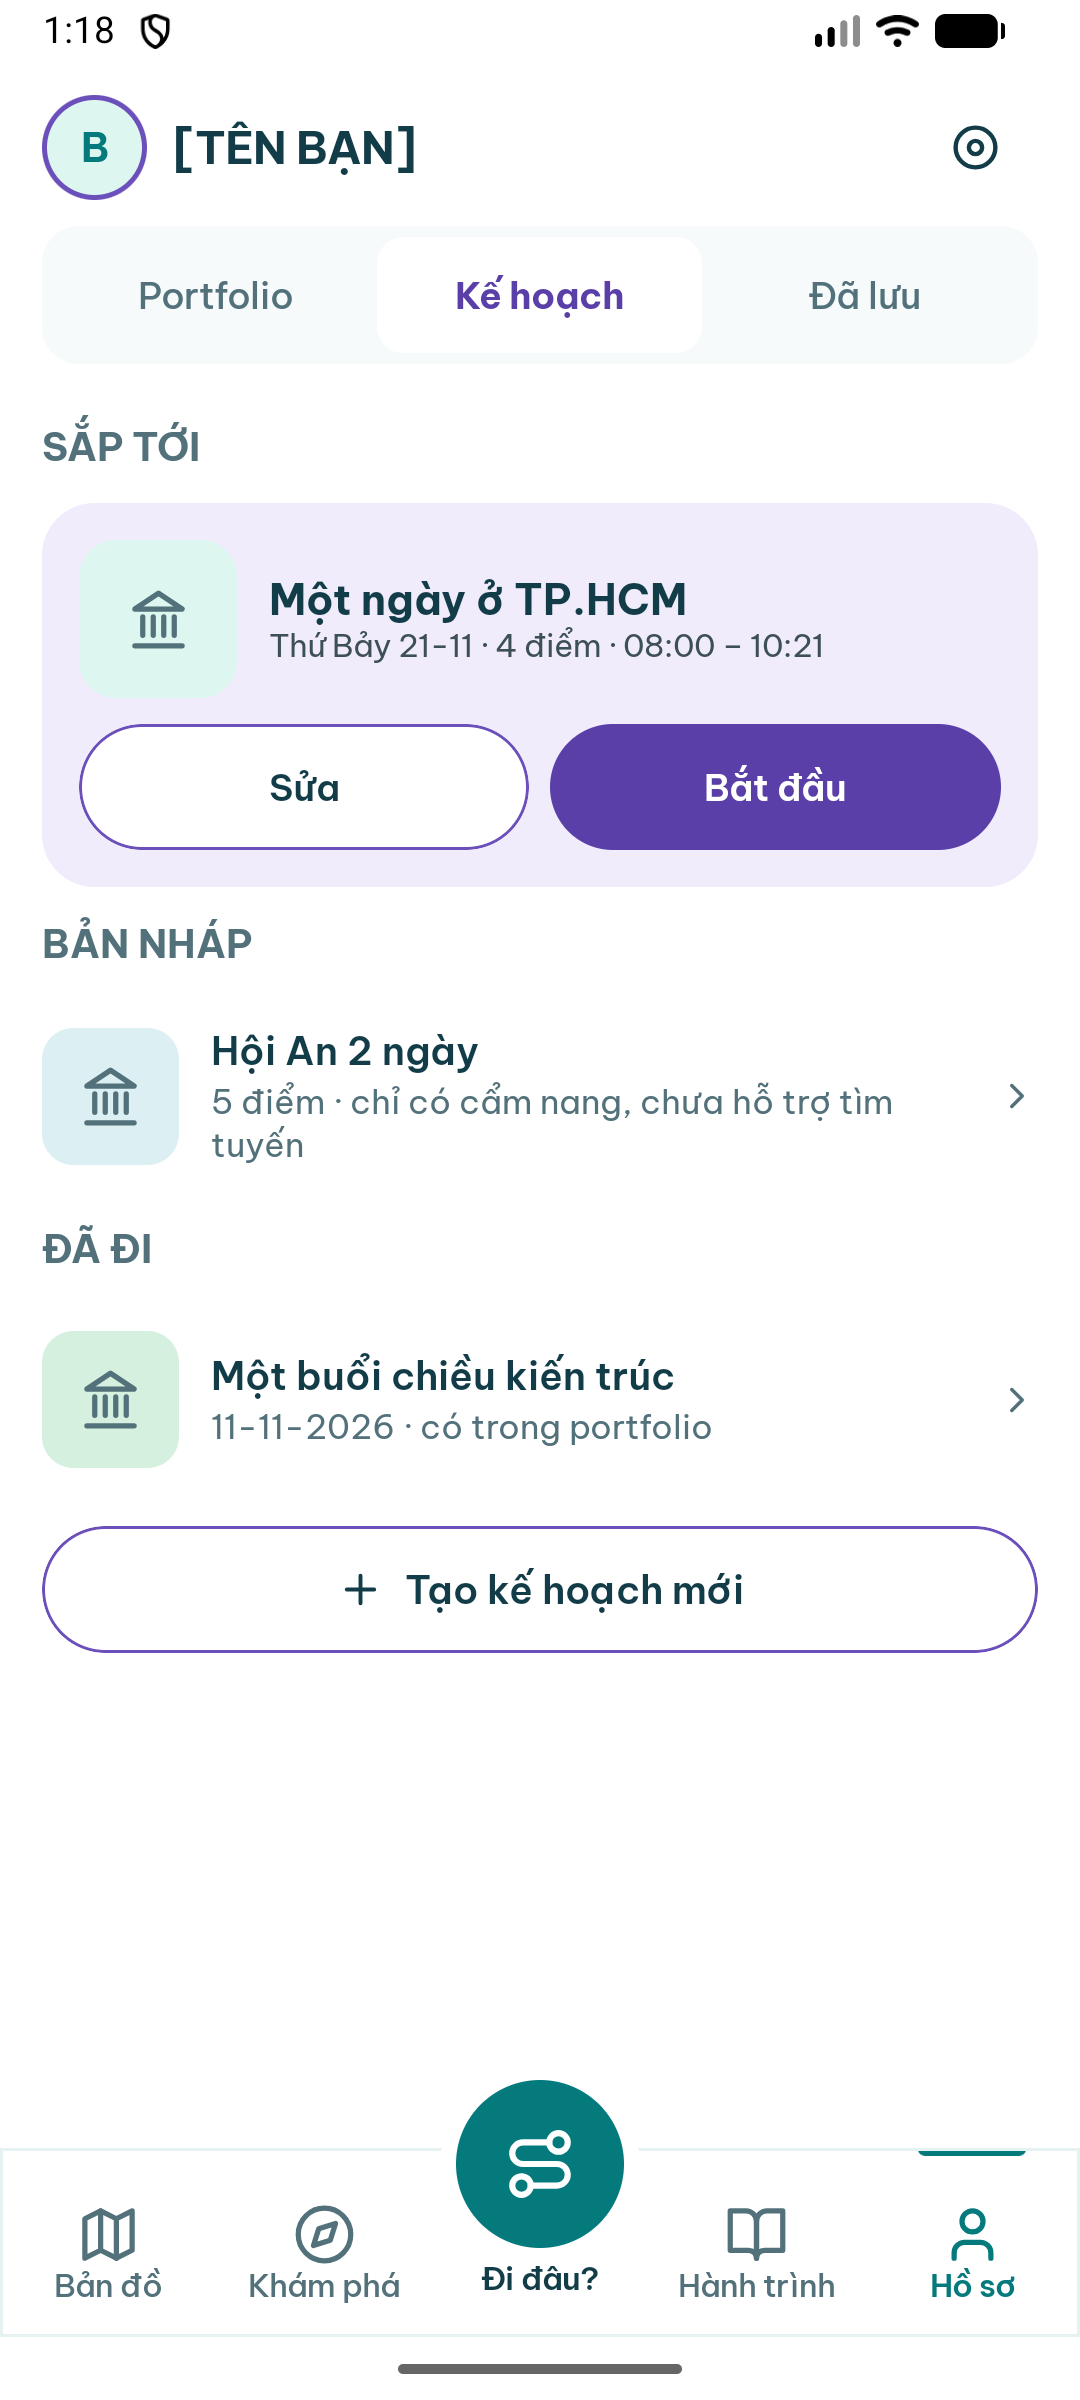 1:18
B
[TÊN BẠN]
Portfolio
Kế hoạch
Đã lưu
SẮP TỚI
Một ngày ở TP.HCM
Thứ Bảy 21-11 · 4 điểm · 08:00 – 10:21
Sửa
Bắt đầu
BẢN NHÁP
Hội An 2 ngày
5 điểm · chỉ có cẩm nang, chưa hỗ trợ tìm
tuyến
ĐÃ ĐI
Một buổi chiều kiến trúc
11-11-2026 · có trong portfolio
Tạo kế hoạch mới
Bản đồ
Khám phá
Đi đâu?
Hành trình
Hồ sơ